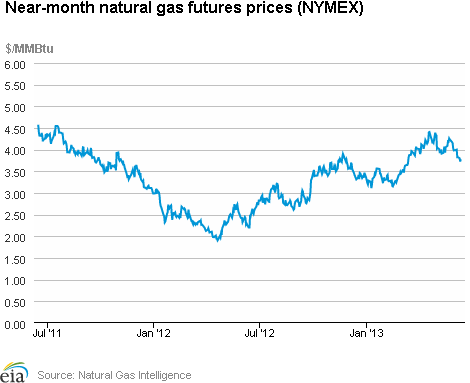 Near-month natural gas futures prices (NYMEX)
$/MMBtu
6.00
5.50
5.00
4.50
4.00
3.50
3.00
2.50
2.00
1.50
1.00
0.50
0.00
Jul '11
Jan '12
Jul '12
Jan '13
eia
Source: Natural Gas Intelligence